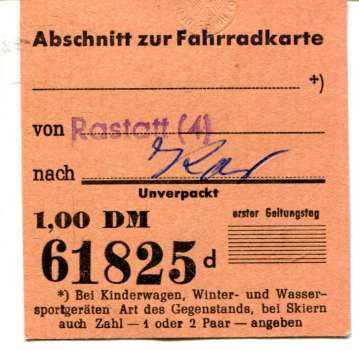 Abschnitt zur Fahrradkarte
+)
von Rastatt (4)
nach
Unverpackt
1,00 DM
erster Geltungstag
61825 d
*) Bei Kinderwagen, Winter- und Wasser-
sportgeräten Art des Gegenstands, bei Skiern
auch Zahl — 1 oder 2 Paar — angeben